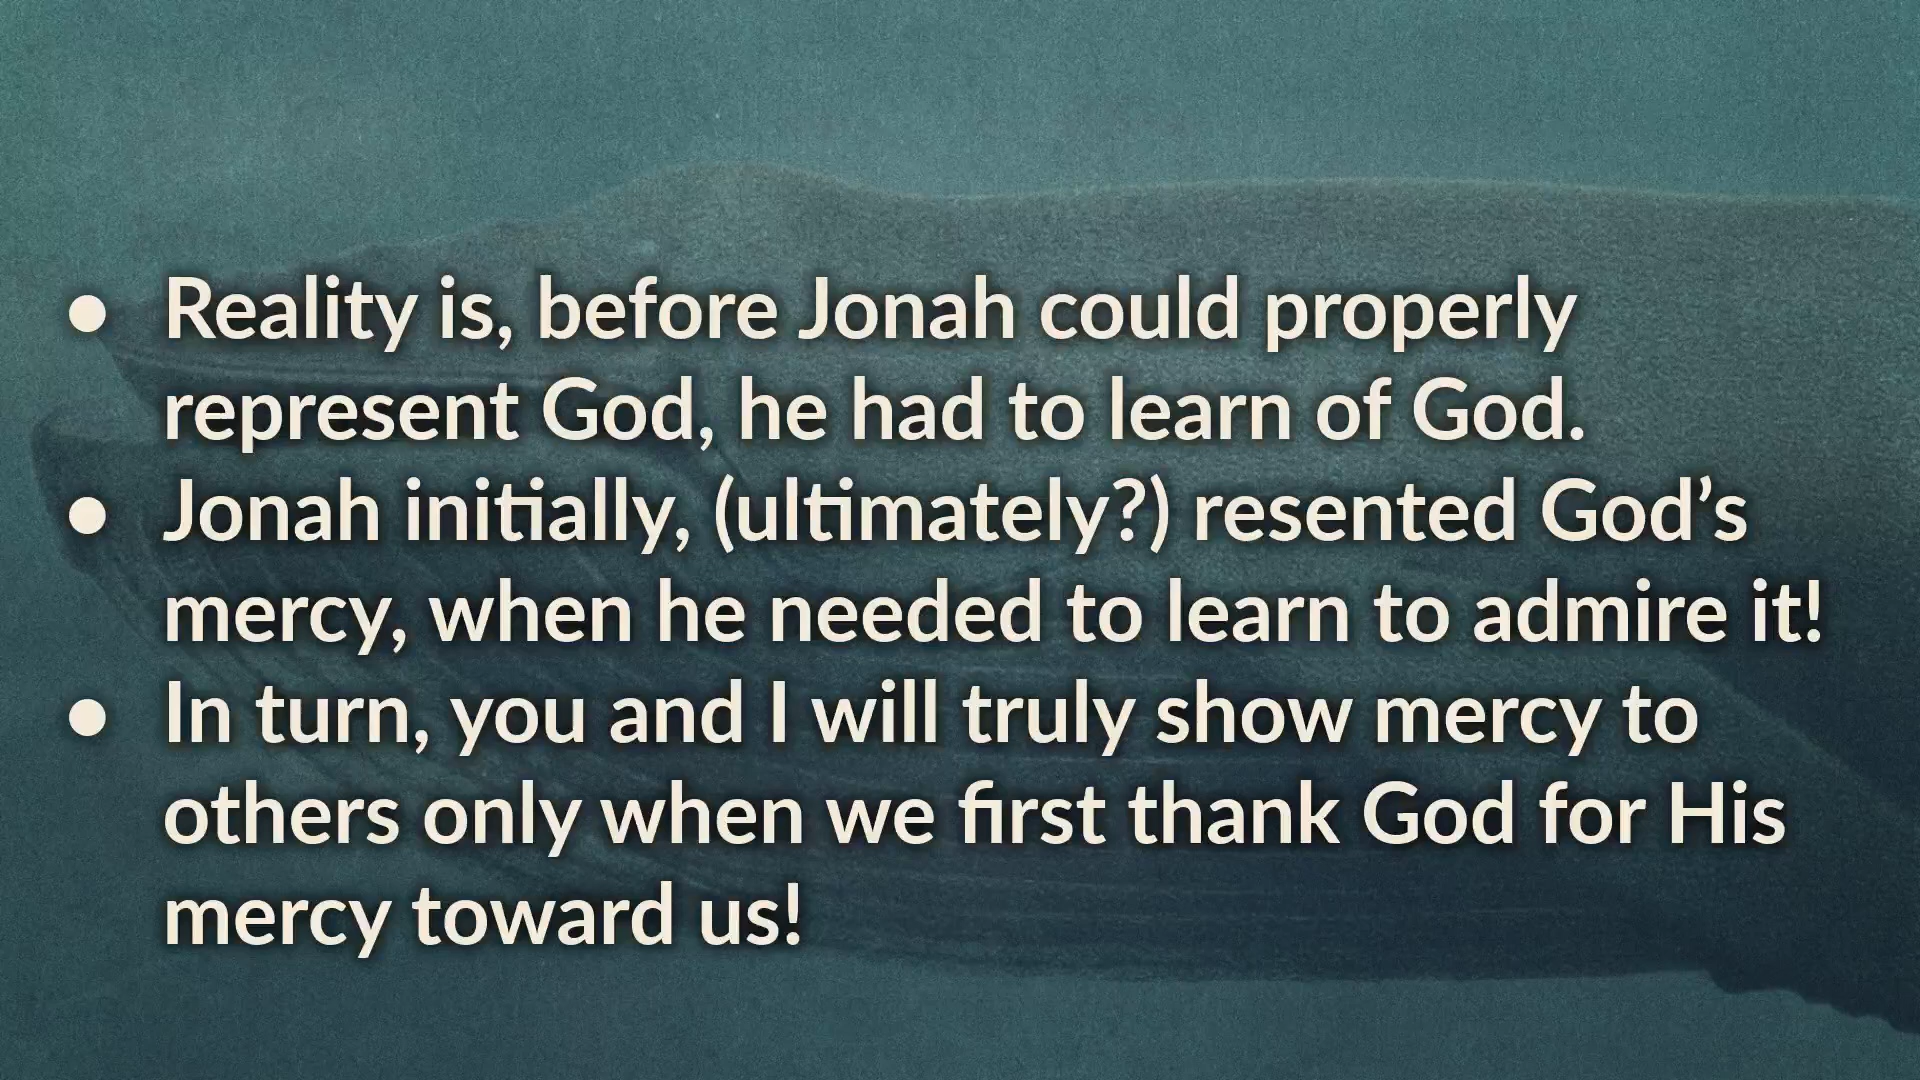 ● Reality is, before Jonah could properly
represent God, he had to learn of God.
● Jonah initially, (ultimately?) resented God’s
mercy, when he needed to learn to admire it!
● In turn, you and I will truly show mercy to
others only when we first thank God for His
mercy toward us!